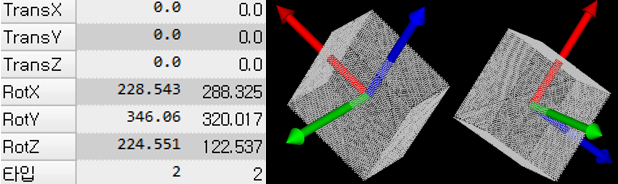 TransX 0.0 0.0
TransY 0.0 0.0
TransZ 0.0 0.0
RotX 228.543 288.325
RotY 346.06 320.017
RotZ 224.551 122.537
타입 2 2